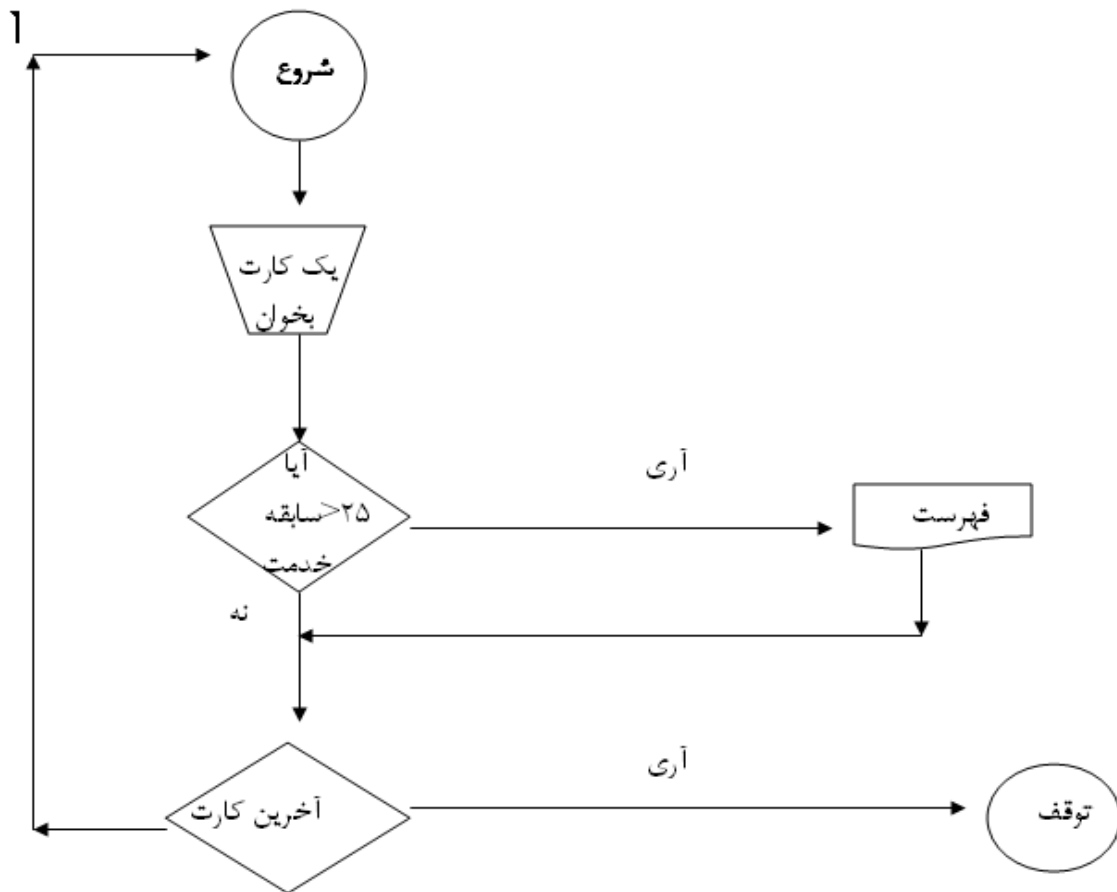 1
شروع
یک کارت
بخوان
آیا
۲۵<سابقه
خدمت
آری
فهرست
نه
آری
آخرین کارت
توقف